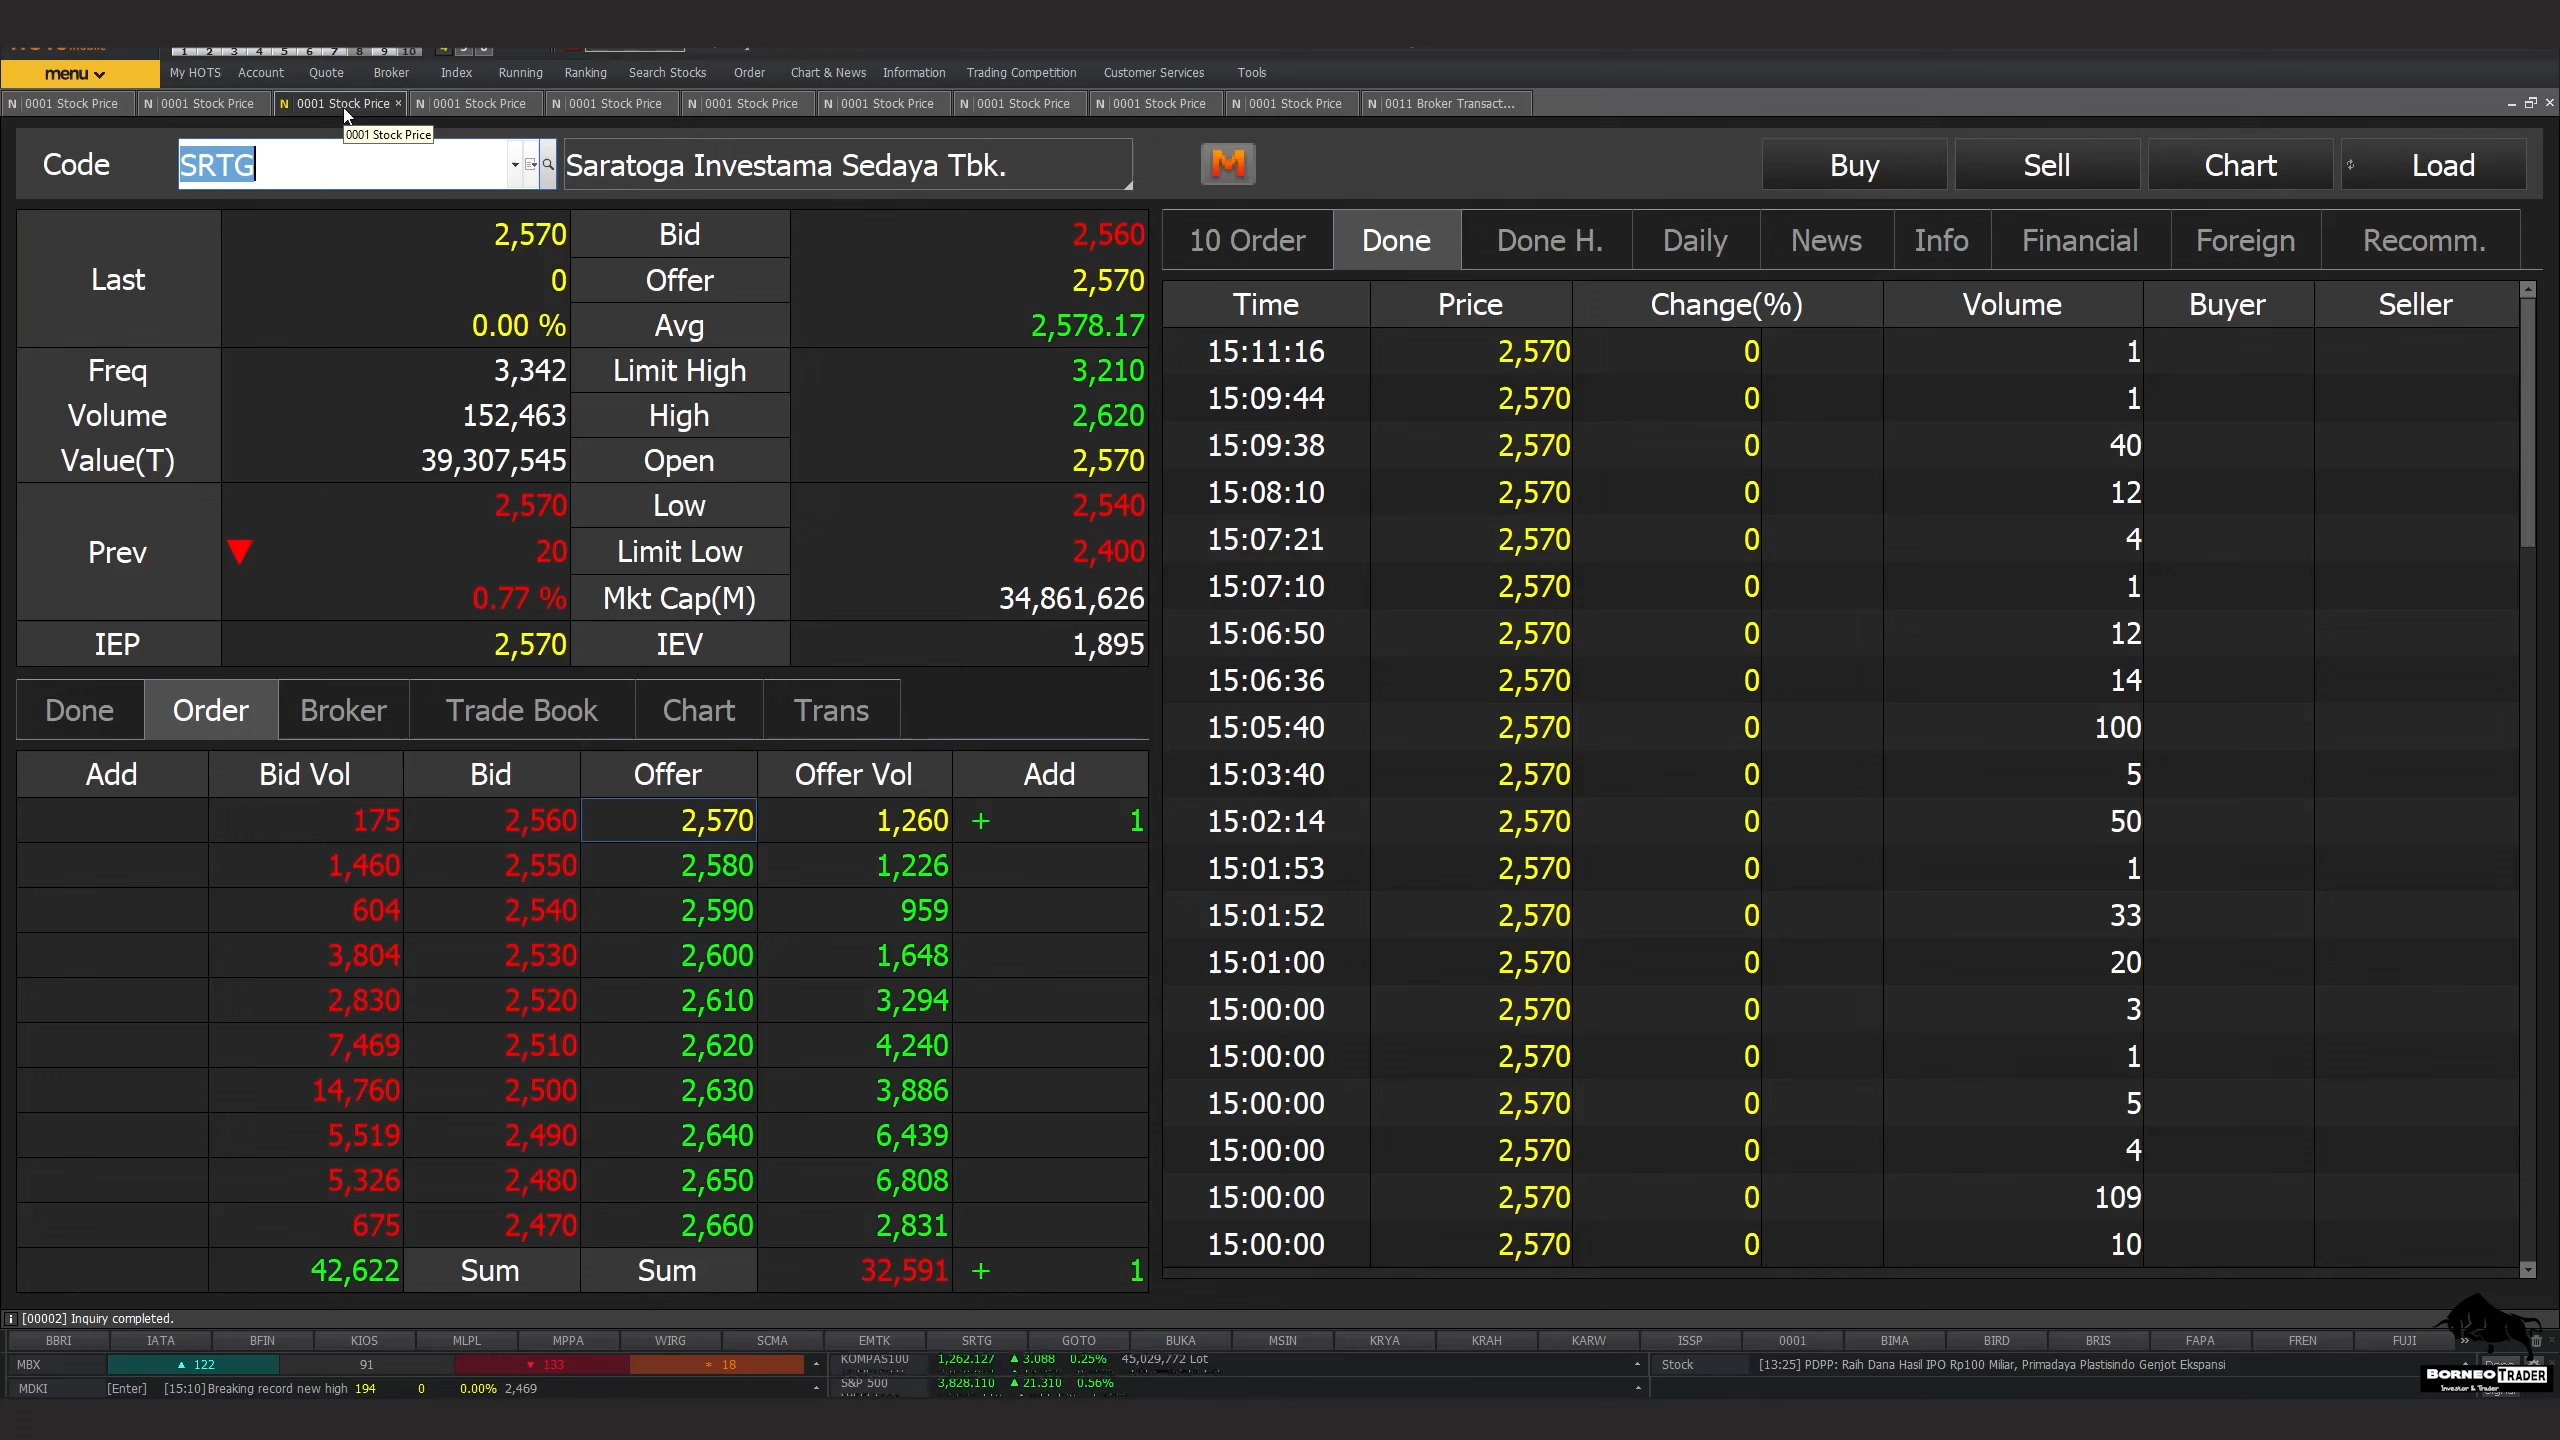 1 2 3 4 5 6 7 8 9 10
menu My HOTS Account Quote Broker Index Running Ranking Search Stocks Order Chart & News Information Trading Competition Customer Services Tools
N 0001 Stock Price N 0001 Stock Price N 0001 Stock Price × N 0001 Stock Price N 0001 Stock Price N 0001 Stock Price N 0001 Stock Price N 0001 Stock Price N 0001 Stock Price N 0001 Stock Price N 0011 Broker Transact...
0001 Stock Price
Code SRTG Saratoga Investama Sedaya Tbk. M Buy Sell Chart Load
Last 2,570 Bid 2,560
0 Offer 2,570
0.00 % Avg 2,578.17
Freq 3,342 Limit High 3,210
Volume 152,463 High 2,620
Value(T) 39,307,545 Open 2,570
Prev 2,570 Low 2,540
▼ 20 Limit Low 2,400
0.77 % Mkt Cap(M) 34,861,626
IEP 2,570 IEV 1,895
Done Order Broker Trade Book Chart Trans
Add Bid Vol Bid Offer Offer Vol Add
175 2,560 2,570 1,260 + 1
1,460 2,550 2,580 1,226
604 2,540 2,590 959
3,804 2,530 2,600 1,648
2,830 2,520 2,610 3,294
7,469 2,510 2,620 4,240
14,760 2,500 2,630 3,886
5,519 2,490 2,640 6,439
5,326 2,480 2,650 6,808
675 2,470 2,660 2,831
42,622 Sum Sum 32,591 + 1
10 Order Done Done H. Daily News Info Financial Foreign Recomm.
Time Price Change(%) Volume Buyer Seller
15:11:16 2,570 0 1
15:09:44 2,570 0 1
15:09:38 2,570 0 40
15:08:10 2,570 0 12
15:07:21 2,570 0 4
15:07:10 2,570 0 1
15:06:50 2,570 0 12
15:06:36 2,570 0 14
15:05:40 2,570 0 100
15:03:40 2,570 0 5
15:02:14 2,570 0 50
15:01:53 2,570 0 1
15:01:52 2,570 0 33
15:01:00 2,570 0 20
15:00:00 2,570 0 3
15:00:00 2,570 0 1
15:00:00 2,570 0 5
15:00:00 2,570 0 4
15:00:00 2,570 0 109
15:00:00 2,570 0 10
[00002] Inquiry completed.
BBRI IATA BFIN KIOS MLPL MPPA WIRG SCMA EMTK SRTG GOTO BUKA MSIN KRYA KRAH KARW ISSP 0001 BIMA BIRD BRIS FAPA FREN FUJI
MBX ▲ 122 91 ▼ 133 * 18 KOMPAS100 1,262.127 ▲ 3.088 0.25% 45,029,772 Lot Stock [13:25] PDPP: Raih Dana Hasil IPO Rp100 Miliar, Primadaya Plastisindo Genjot Ekspansi
MDKI [Enter] [15:10]Breaking record new high 194 0 0.00% 2,469 S&P 500 3,828.110 ▲ 21.310 0.56%
BORNEO TRADER
Investor & Trader